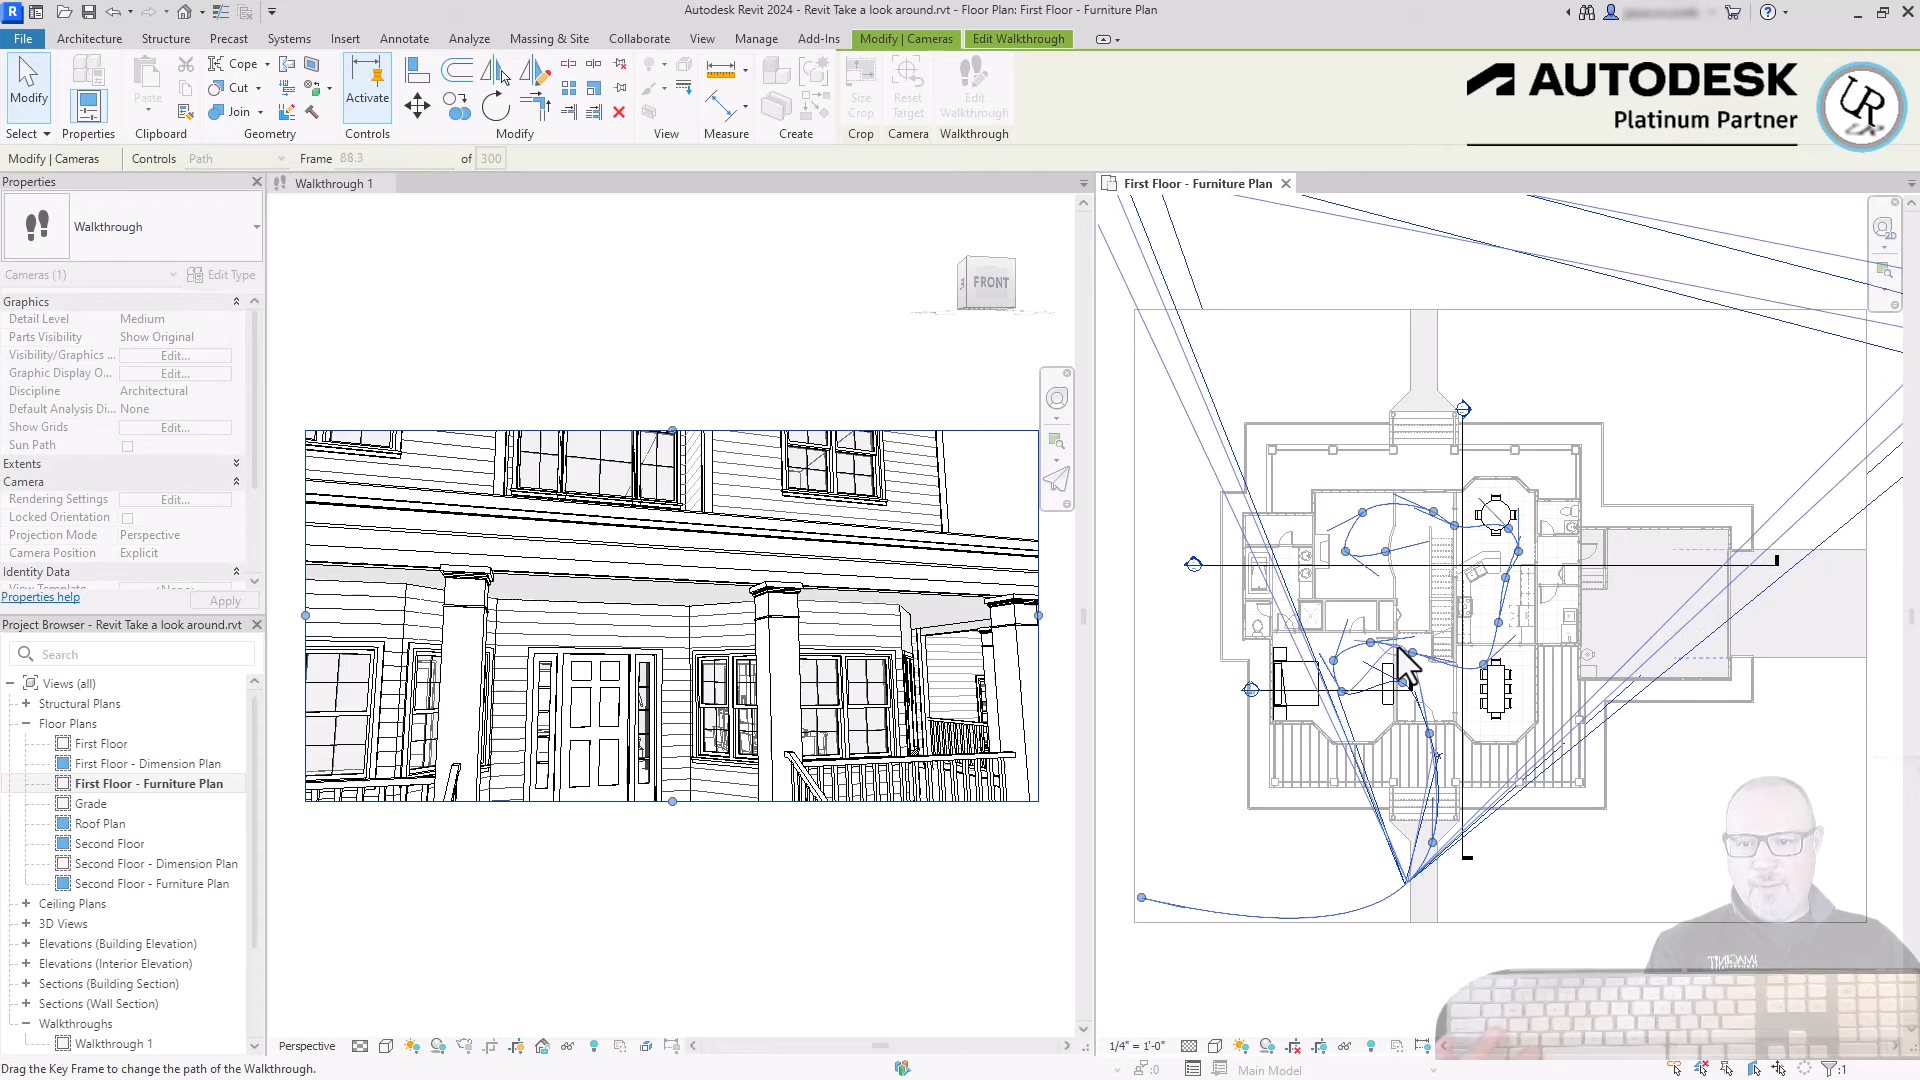 Autodesk Revit 2024 - Revit Take a look around.rvt - Floor Plan: First Floor - Furniture Plan
File Architecture Structure Precast Systems Insert Annotate Analyze Massing & Site Collaborate View Manage Add-Ins Modify | Cameras Edit Walkthrough
Modify
Paste
Cope
Cut
Join
Activate
Size
Crop
Reset
Target
Edit
Walkthrough
Select Properties Clipboard Geometry Controls Modify View Measure Create Crop Camera Walkthrough
AUTODESK
Platinum Partner
UR
Modify | Cameras Controls Path Frame 88.3 of 300
Properties
Walkthrough 1
First Floor - Furniture Plan
Walkthrough
Cameras (1) Edit Type
Graphics
Detail Level Medium
Parts Visibility Show Original
Visibility/Graphics ... Edit...
Graphic Display O... Edit...
Discipline Architectural
Default Analysis Di... None
Show Grids Edit...
Sun Path
Extents
Camera
Rendering Settings Edit...
Locked Orientation
Projection Mode Perspective
Camera Position Explicit
Identity Data
View Template <None>
Properties help Apply
Project Browser - Revit Take a look around.rvt
Search
Views (all)
Structural Plans
Floor Plans
First Floor
First Floor - Dimension Plan
First Floor - Furniture Plan
Grade
Roof Plan
Second Floor
Second Floor - Dimension Plan
Second Floor - Furniture Plan
Ceiling Plans
3D Views
Elevations (Building Elevation)
Elevations (Interior Elevation)
Sections (Building Section)
Sections (Wall Section)
Walkthroughs
Walkthrough 1
FRONT
2D
Perspective
1/4" = 1'-0"
Drag the Key Frame to change the path of the Walkthrough.
:0
Main Model
:1